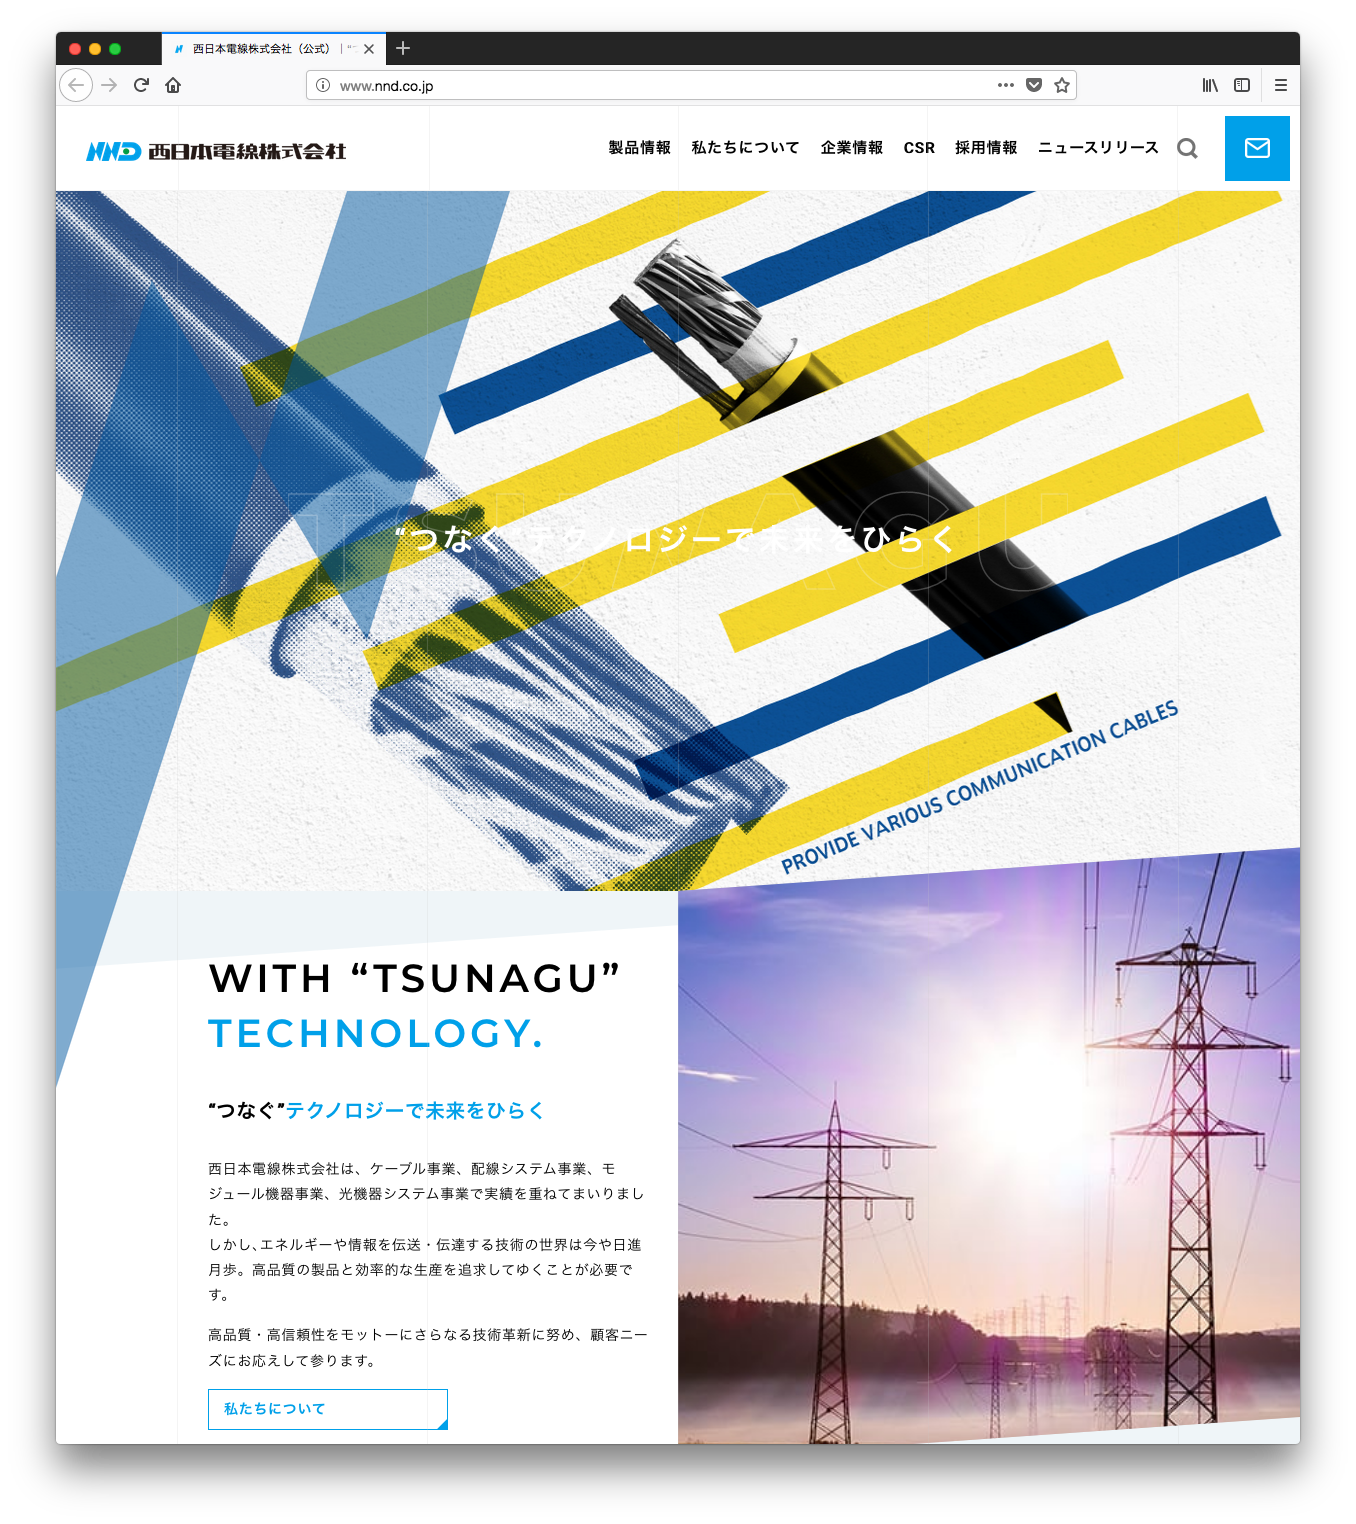 西日本電線株式会社（公式）｜“つ
www.nnd.co.jp
NND 西日本電線株式会社
製品情報 私たちについて 企業情報 CSR 採用情報 ニュースリリース
TSUNAGU
“つなぐ”テクノロジーで未来をひらく
PROVIDE VARIOUS COMMUNICATION CABLES
WITH “TSUNAGU”
TECHNOLOGY.
“つなぐ”テクノロジーで未来をひらく
西日本電線株式会社は、ケーブル事業、配線システム事業、モ
ジュール機器事業、光機器システム事業で実績を重ねてまいりまし
た。
しかし、エネルギーや情報を伝送・伝達する技術の世界は今や日進
月歩。高品質の製品と効率的な生産を追求してゆくことが必要で
す。
高品質・高信頼性をモットーにさらなる技術革新に努め、顧客ニー
ズにお応えして参ります。
私たちについて